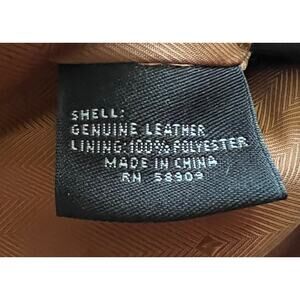 SHELL:
GENUINE LEATHER
LINING:100% POLYESTER
MADE IN CHINA
RN 58909